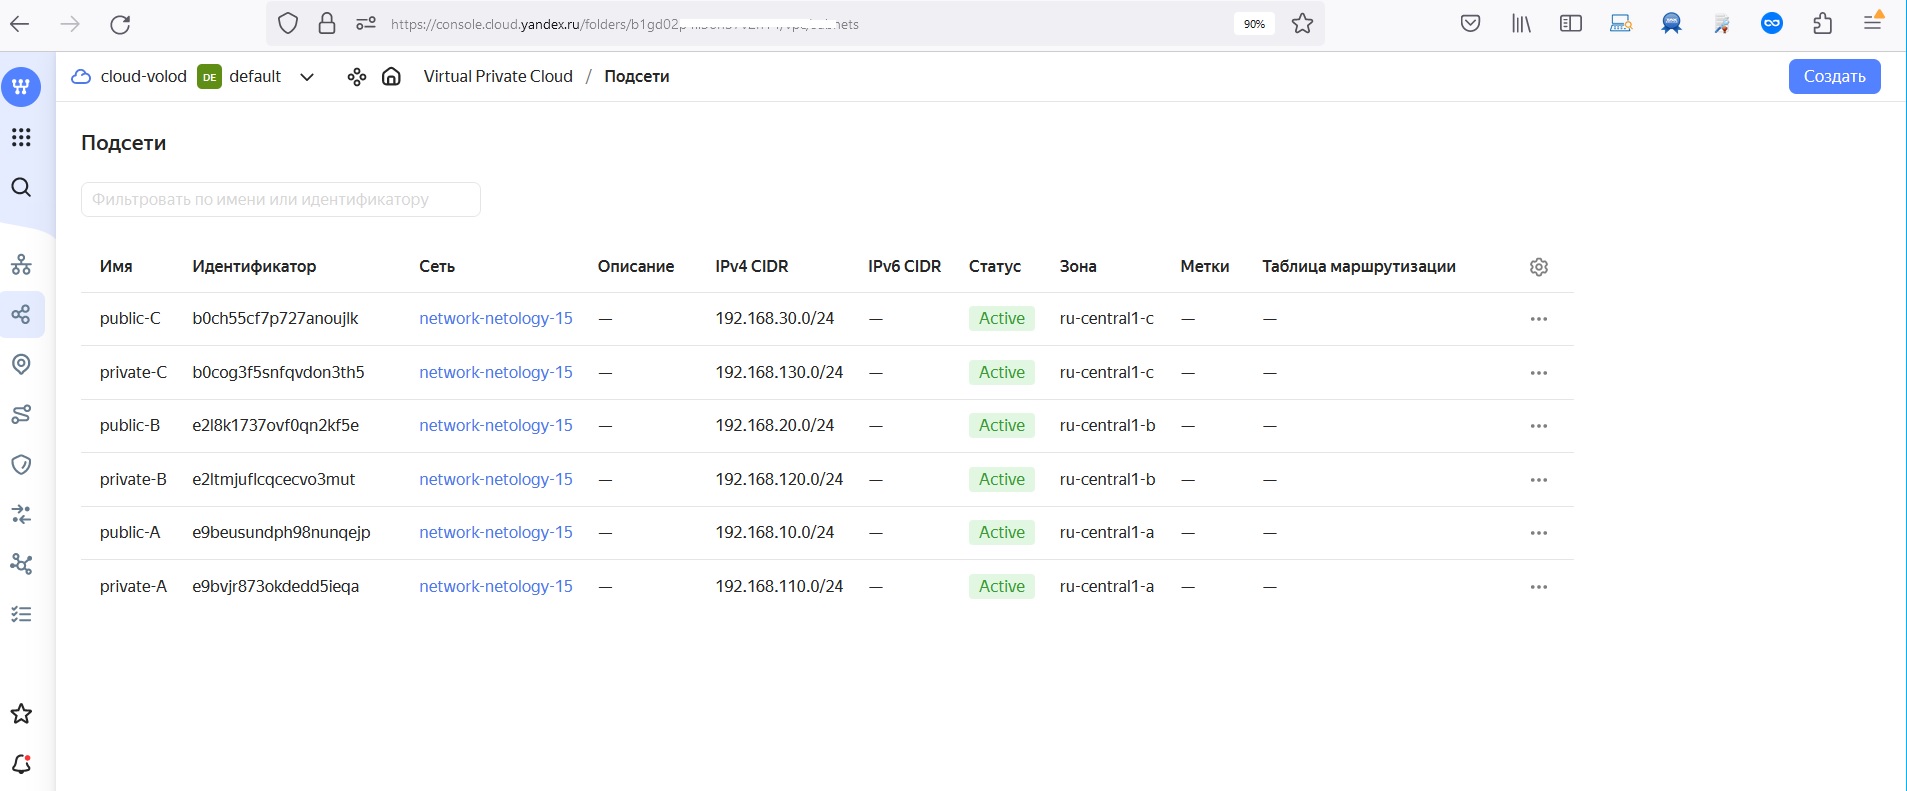 https://console.cloud.yandex.ru/folders/b1gd02
90%
cloud-volod DE default Virtual Private Cloud / Подсети Создать
Подсети
Фильтровать по имени или идентификатору
Имя Идентификатор Сеть Описание IPv4 CIDR IPv6 CIDR Статус Зона Метки Таблица маршрутизации
public-C b0ch55cf7p727anoujlk network-netology-15 — 192.168.30.0/24 — Active ru-central1-c — —
private-C b0cog3f5snfqvdon3th5 network-netology-15 — 192.168.130.0/24 — Active ru-central1-c — —
public-B e2l8k1737ovf0qn2kf5e network-netology-15 — 192.168.20.0/24 — Active ru-central1-b — —
private-B e2ltmjuflcqcecvo3mut network-netology-15 — 192.168.120.0/24 — Active ru-central1-b — —
public-A e9beusundph98nunqejp network-netology-15 — 192.168.10.0/24 — Active ru-central1-a — —
private-A e9bvjr873okdedd5ieqa network-netology-15 — 192.168.110.0/24 — Active ru-central1-a — —